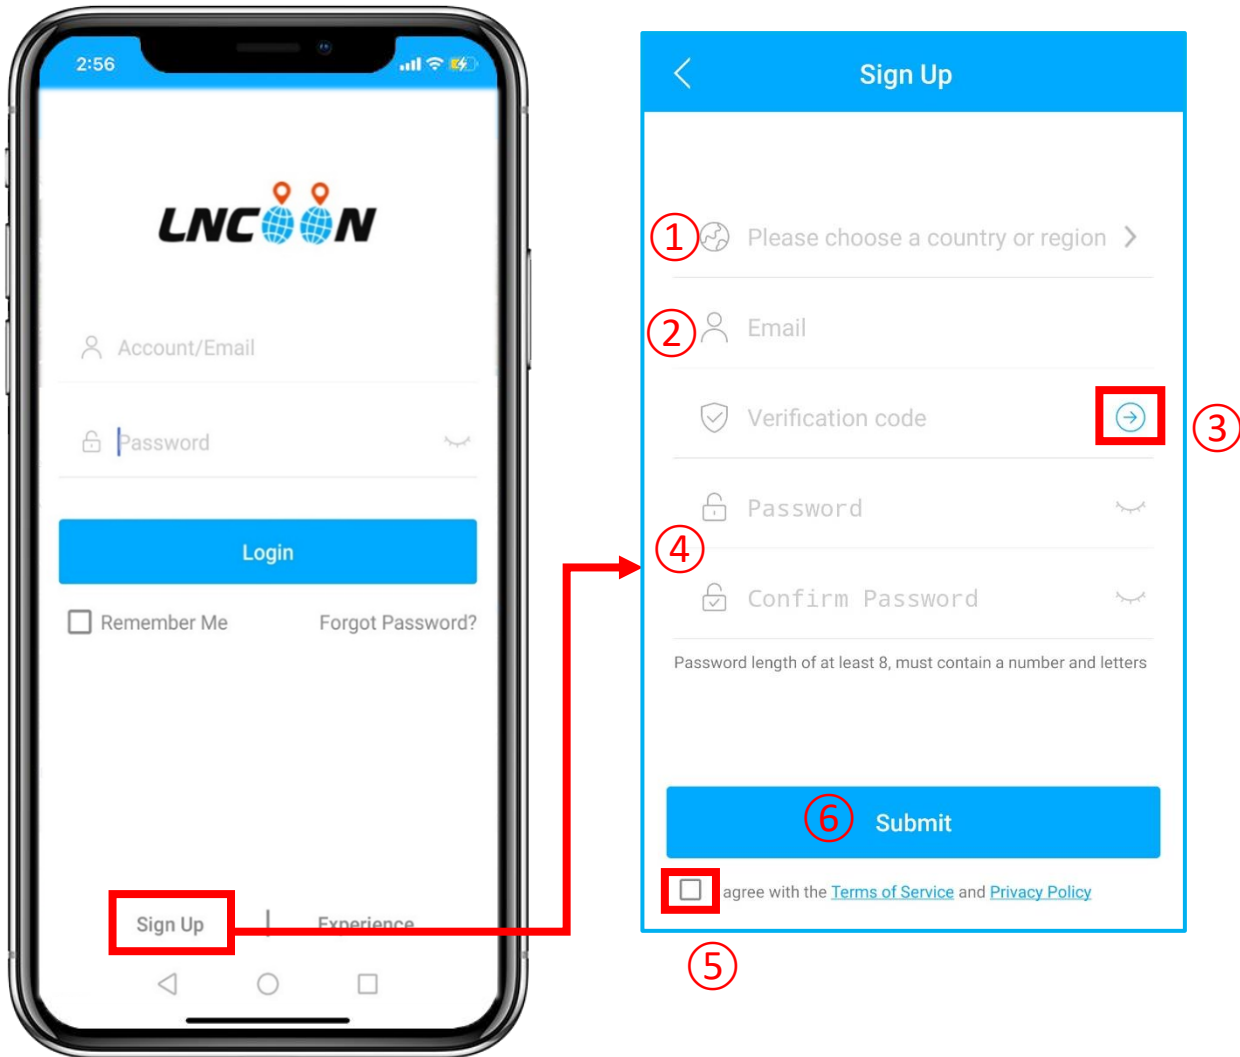 2:56
LNCOON
Account/Email
Password
Login
Remember Me
Forgot Password?
Sign Up | Experience
Sign Up
① Please choose a country or region
② Email
Verification code
③
Password
④
Confirm Password
Password length of at least 8, must contain a number and letters
⑥ Submit
agree with the Terms of Service and Privacy Policy
⑤